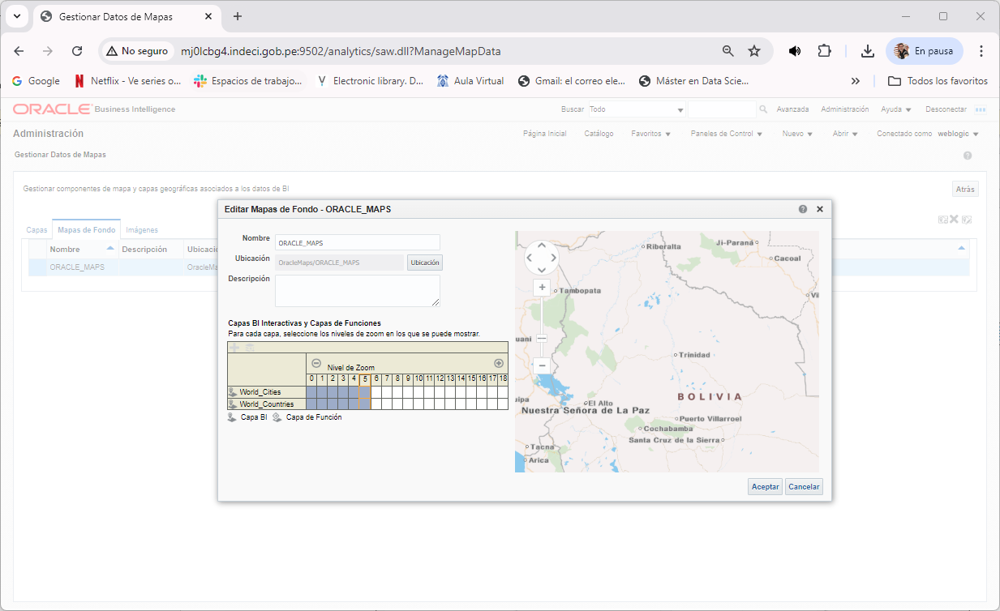 Gestionar Datos de Mapas
No seguro mj0lcbg4.indeci.gob.pe:9502/analytics/saw.dll?ManageMapData En pausa
Google Netflix - Ve series o... Espacios de trabajo... Electronic library. D... Aula Virtual Gmail: el correo ele... Máster en Data Scie... Todos los favoritos
ORACLE Business Intelligence Buscar Todo Avanzada Administración Ayuda Desconectar
Administración Página Inicial Catálogo Favoritos Paneles de Control Nuevo Abrir Conectado como weblogic
Gestionar Datos de Mapas
Gestionar componentes de mapa y capas geográficas asociados a los datos de BI Atrás
Capas Mapas de Fondo Imágenes
Nombre Descripción
ORACLE_MAPS
Editar Mapas de Fondo - ORACLE_MAPS
Nombre ORACLE_MAPS
Ubicación OracleMaps/ORACLE_MAPS Ubicación
Descripción
Capas BI Interactivas y Capas de Funciones
Para cada capa, seleccione los niveles de zoom en los que se puede mostrar.
Nivel de Zoom
0 1 2 3 4 5 6 7 8 9 10 11 12 13 14 15 16 17 18
World_Cities
World_Countries
Capa BI Capa de Función
Riberalta
Ji-Paraná
Cacoal
Tambopata
Trinidad
BOLIVIA
El Alto
Nuestra Señora de La Paz
Puerto Villarroel
Cochabamba
Santa Cruz de la Sierra
Tacna
Arica
Aceptar Cancelar